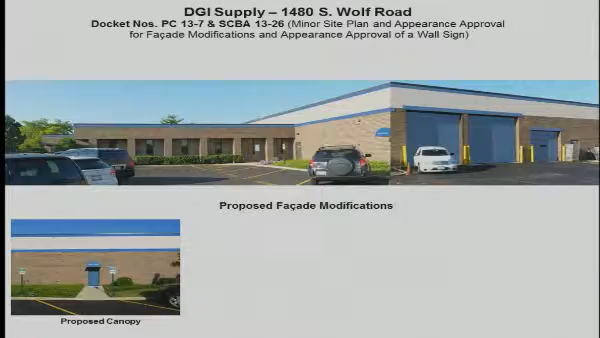 DGI Supply – 1480 S. Wolf Road
Docket Nos. PC 13-7 & SCBA 13-26 (Minor Site Plan and Appearance Approval
for Façade Modifications and Appearance Approval of a Wall Sign)
Proposed Façade Modifications
Proposed Canopy